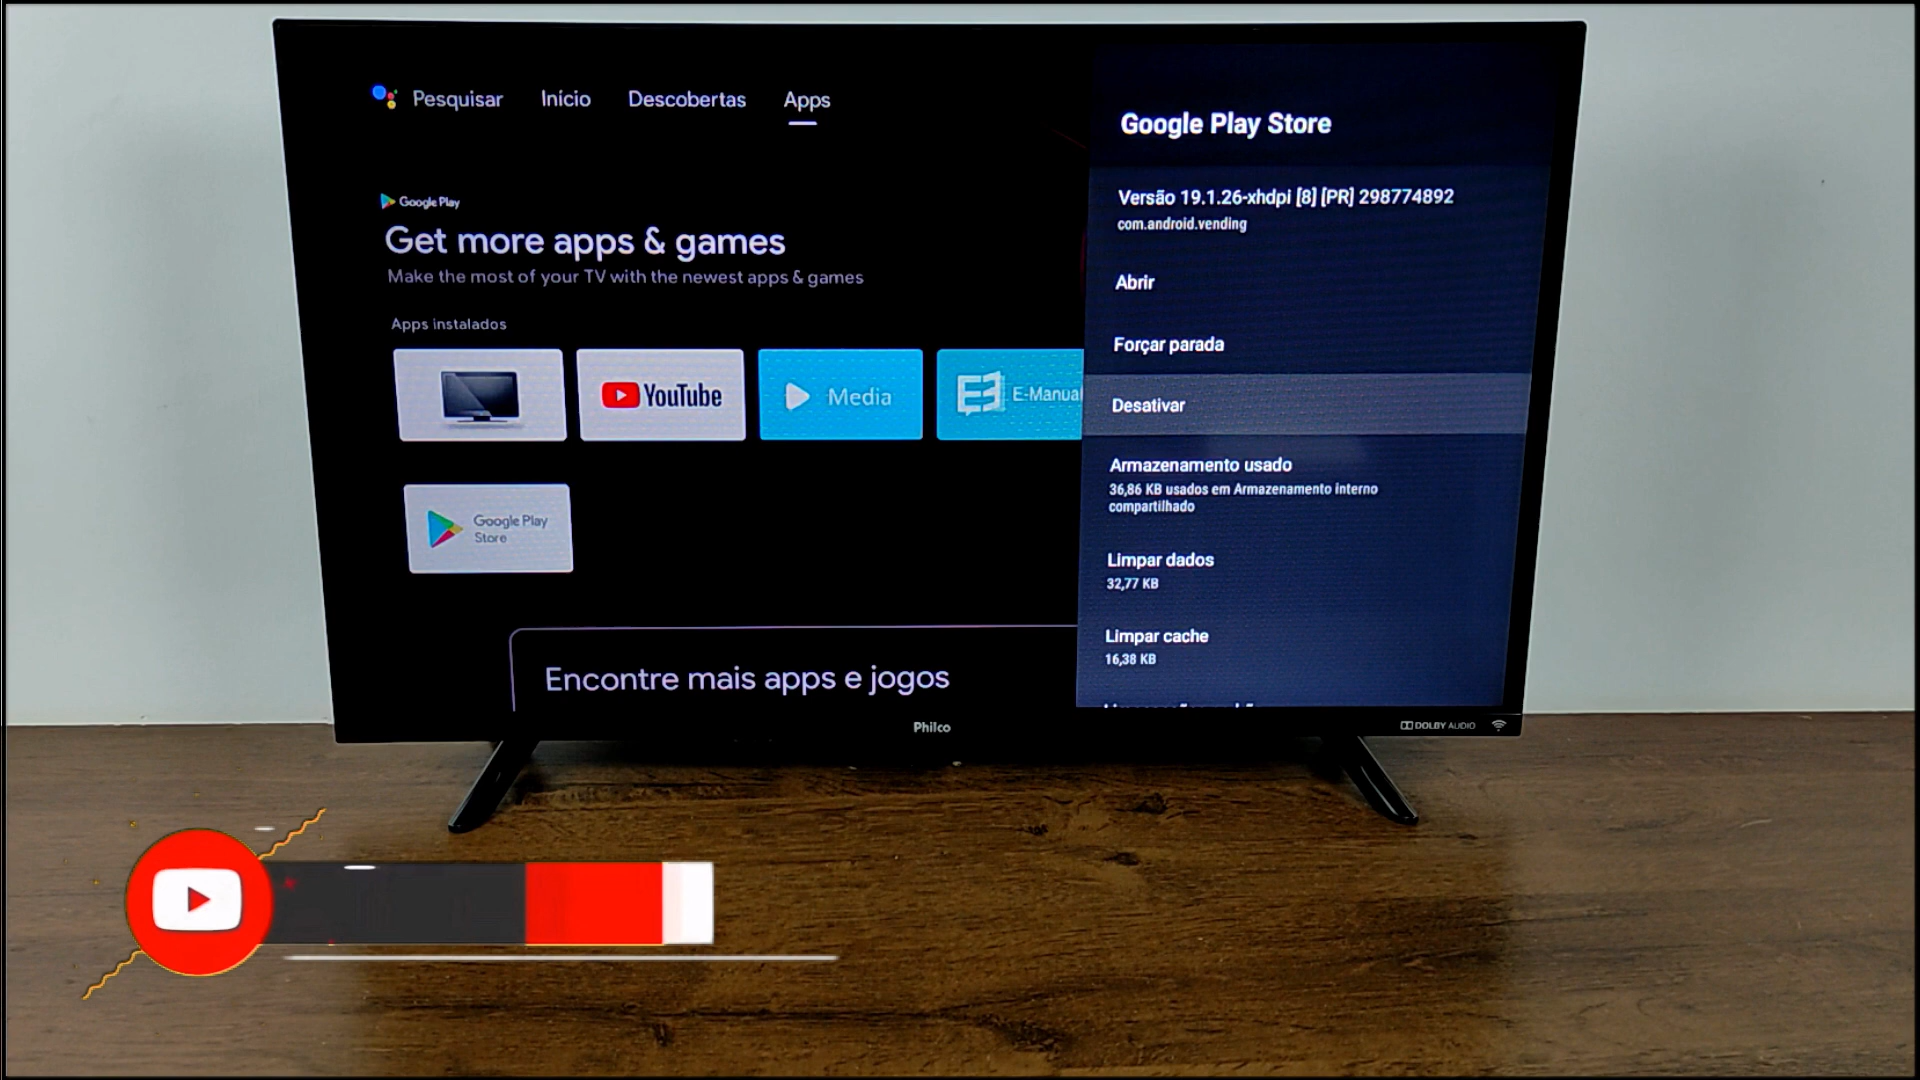 Pesquisar Início Descobertas Apps
Google Play
Get more apps & games
Make the most of your TV with the newest apps & games
Apps instalados
YouTube
Media
E-Manual
Google Play
Store
Encontre mais apps e jogos
Google Play Store
Versão 19.1.26-xhdpi [8] [PR] 298774892
com.android.vending
Abrir
Forçar parada
Desativar
Armazenamento usado
36,86 KB usados em Armazenamento interno
compartilhado
Limpar dados
32,77 KB
Limpar cache
16,38 KB
Philco
DOLBY AUDIO